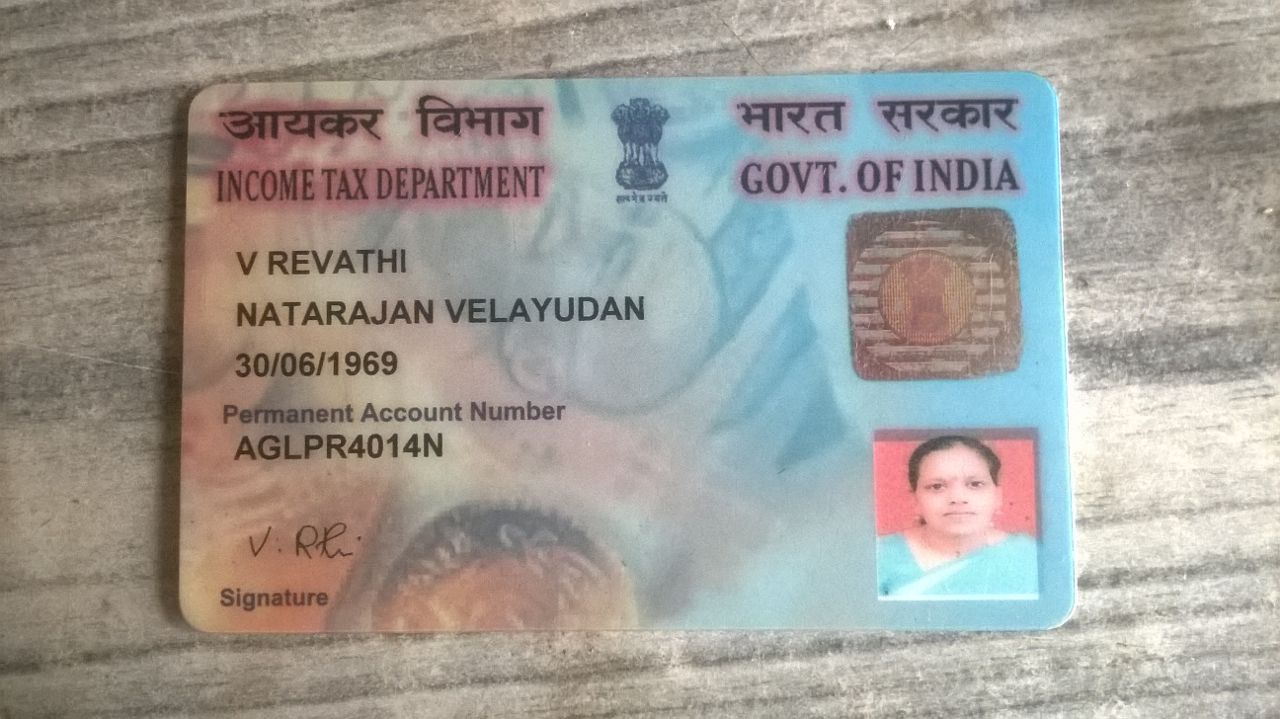 आयकर विभाग
INCOME TAX DEPARTMENT
सत्यमेव जयते
भारत सरकार
GOVT. OF INDIA
V REVATHI
NATARAJAN VELAYUDAN
30/06/1969
Permanent Account Number
AGLPR4014N
Signature